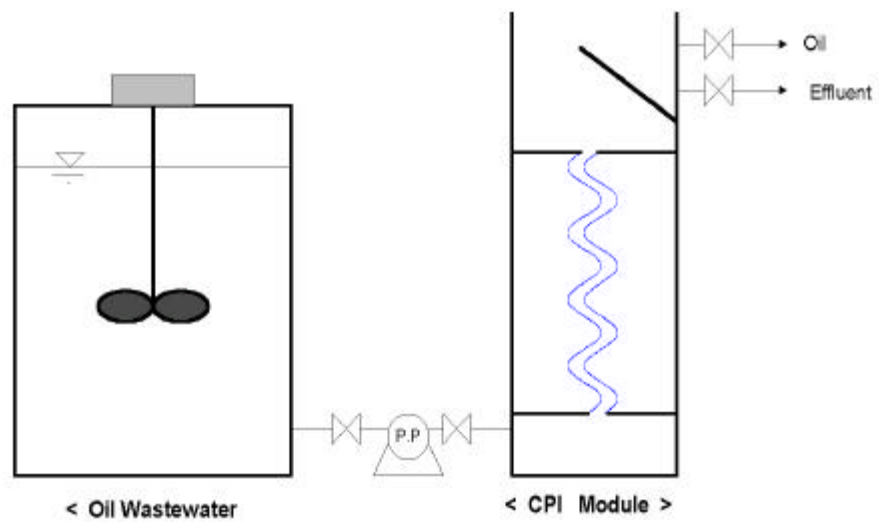 Oil
Effluent
P.P
< Oil Wastewater
< CPI Module >